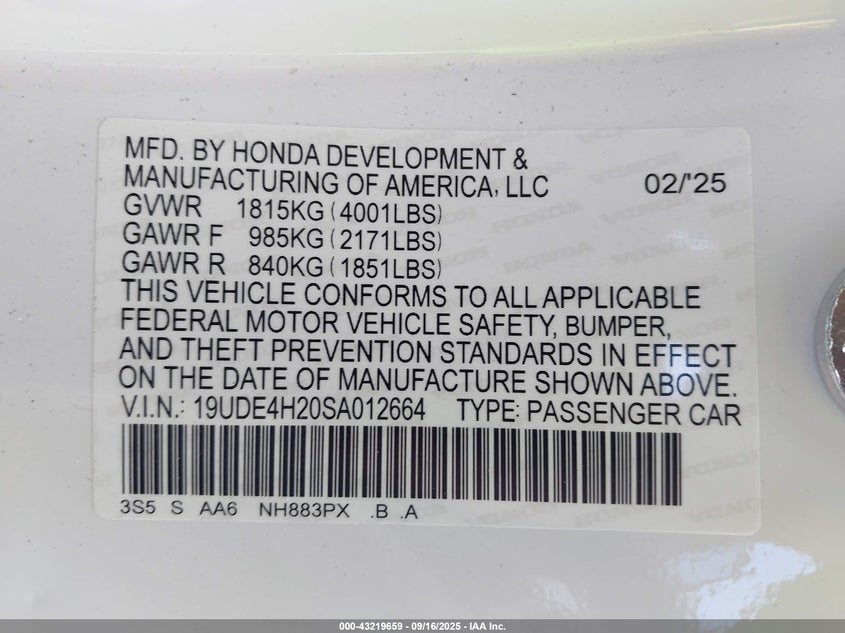 MFD. BY HONDA DEVELOPMENT &
MANUFACTURING OF AMERICA, LLC 02/'25
GVWR 1815KG (4001LBS)
GAWR F 985KG (2171LBS)
GAWR R 840KG (1851LBS)
THIS VEHICLE CONFORMS TO ALL APPLICABLE
FEDERAL MOTOR VEHICLE SAFETY, BUMPER,
AND THEFT PREVENTION STANDARDS IN EFFECT
ON THE DATE OF MANUFACTURE SHOWN ABOVE.
V.I.N.: 19UDE4H20SA012664 TYPE: PASSENGER CAR
3S5 S AA6 NH883PX .B .A
000-43219659 - 09/16/2025 - IAA Inc.